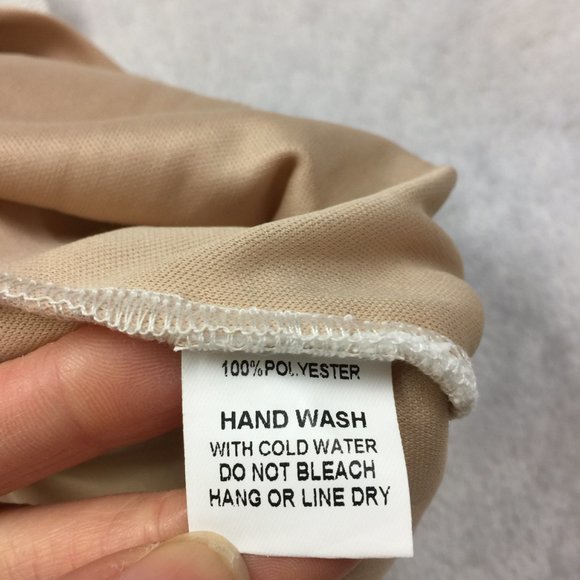 100% POLYESTER
HAND WASH
WITH COLD WATER
DO NOT BLEACH
HANG OR LINE DRY